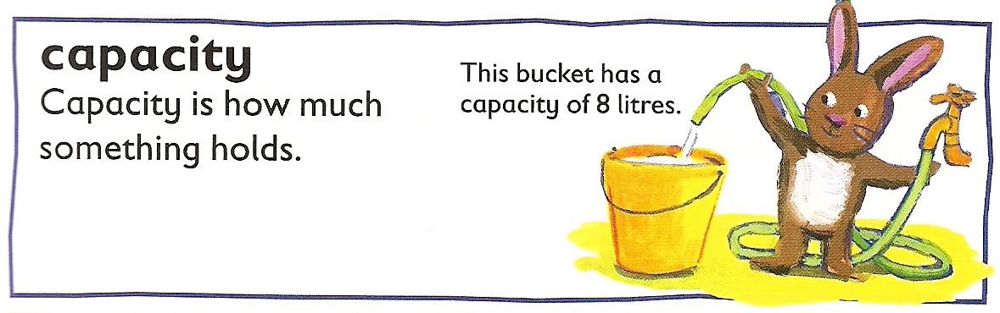 capacity
Capacity is how much
something holds.
This bucket has a
capacity of 8 litres.